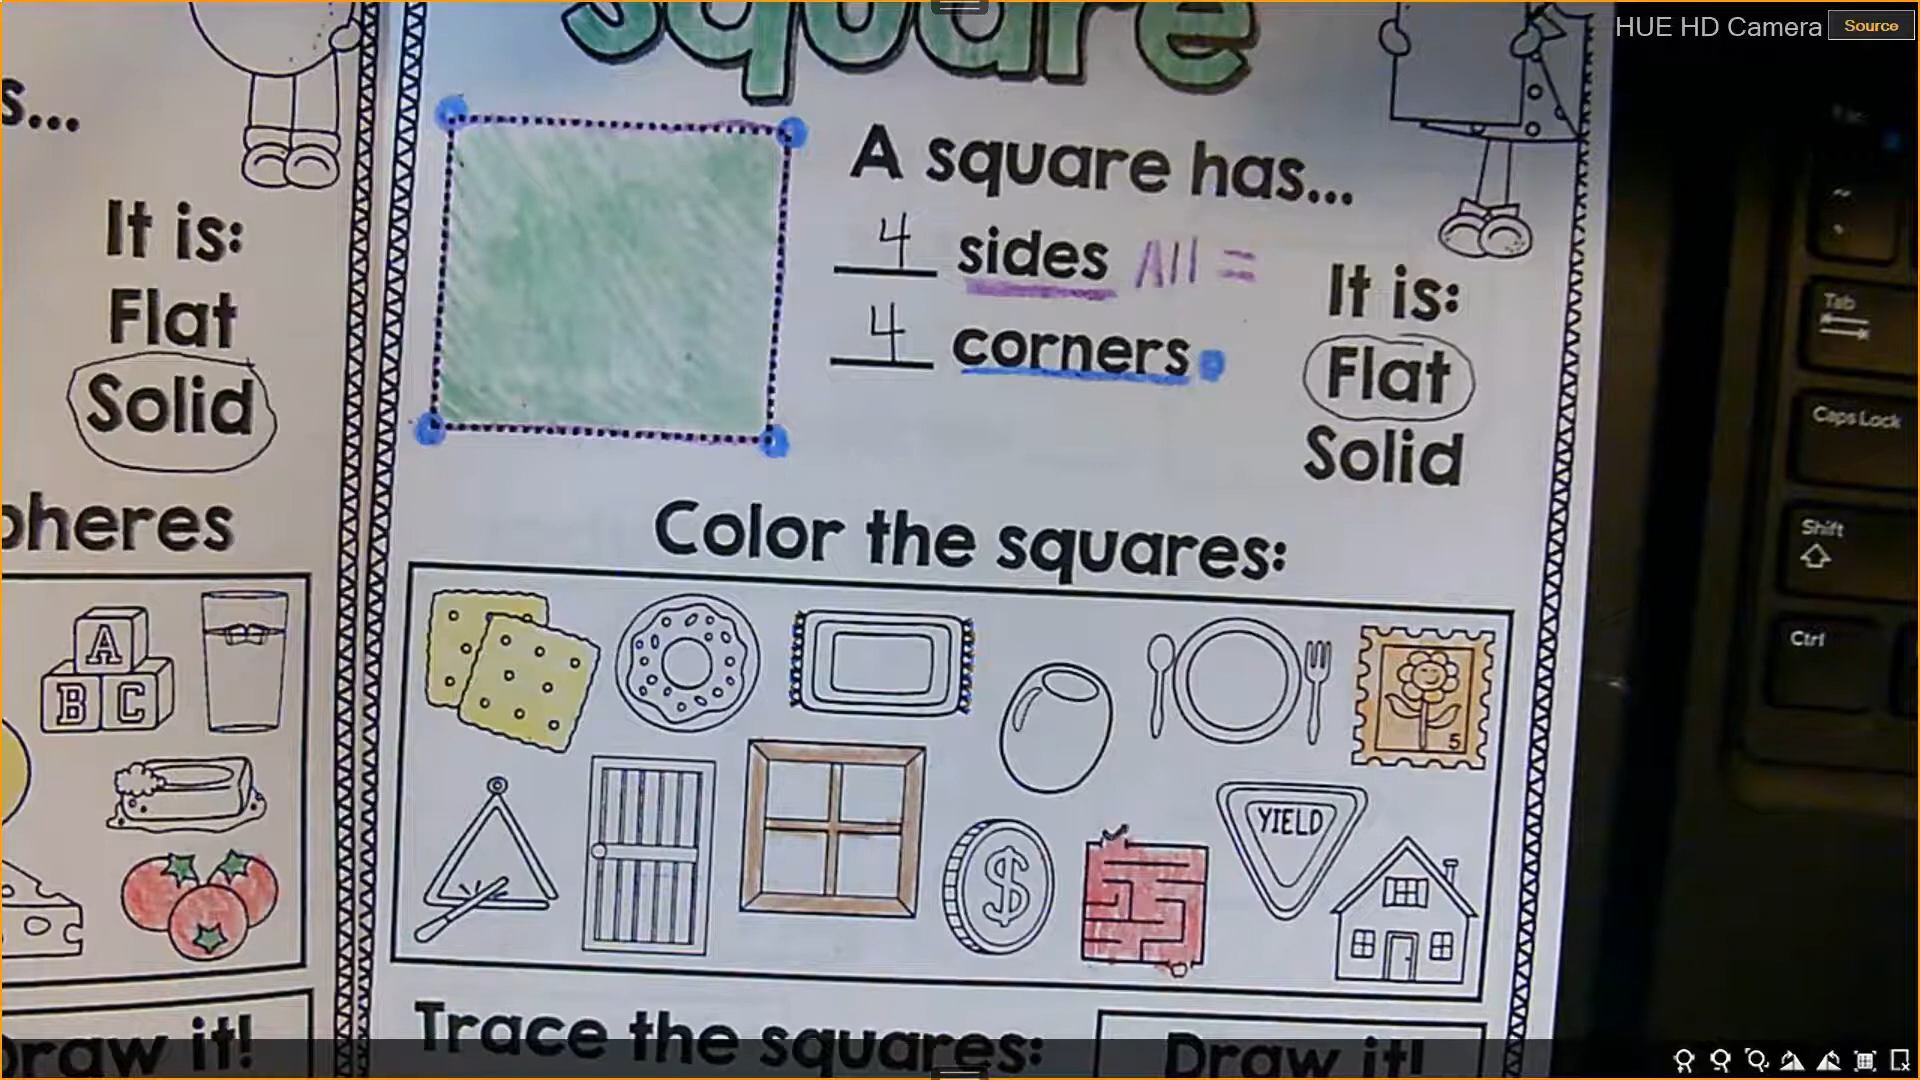 square
HUE HD Camera Source
s...
A square has...
4 sides All =
4 corners
It is:
Flat
Solid
It is:
Flat
Solid
pheres
Color the squares:
A
B C
5
YIELD
$
Tab
Caps Lock
Shift
Ctrl
Draw it!
Trace the squares:
Draw it!